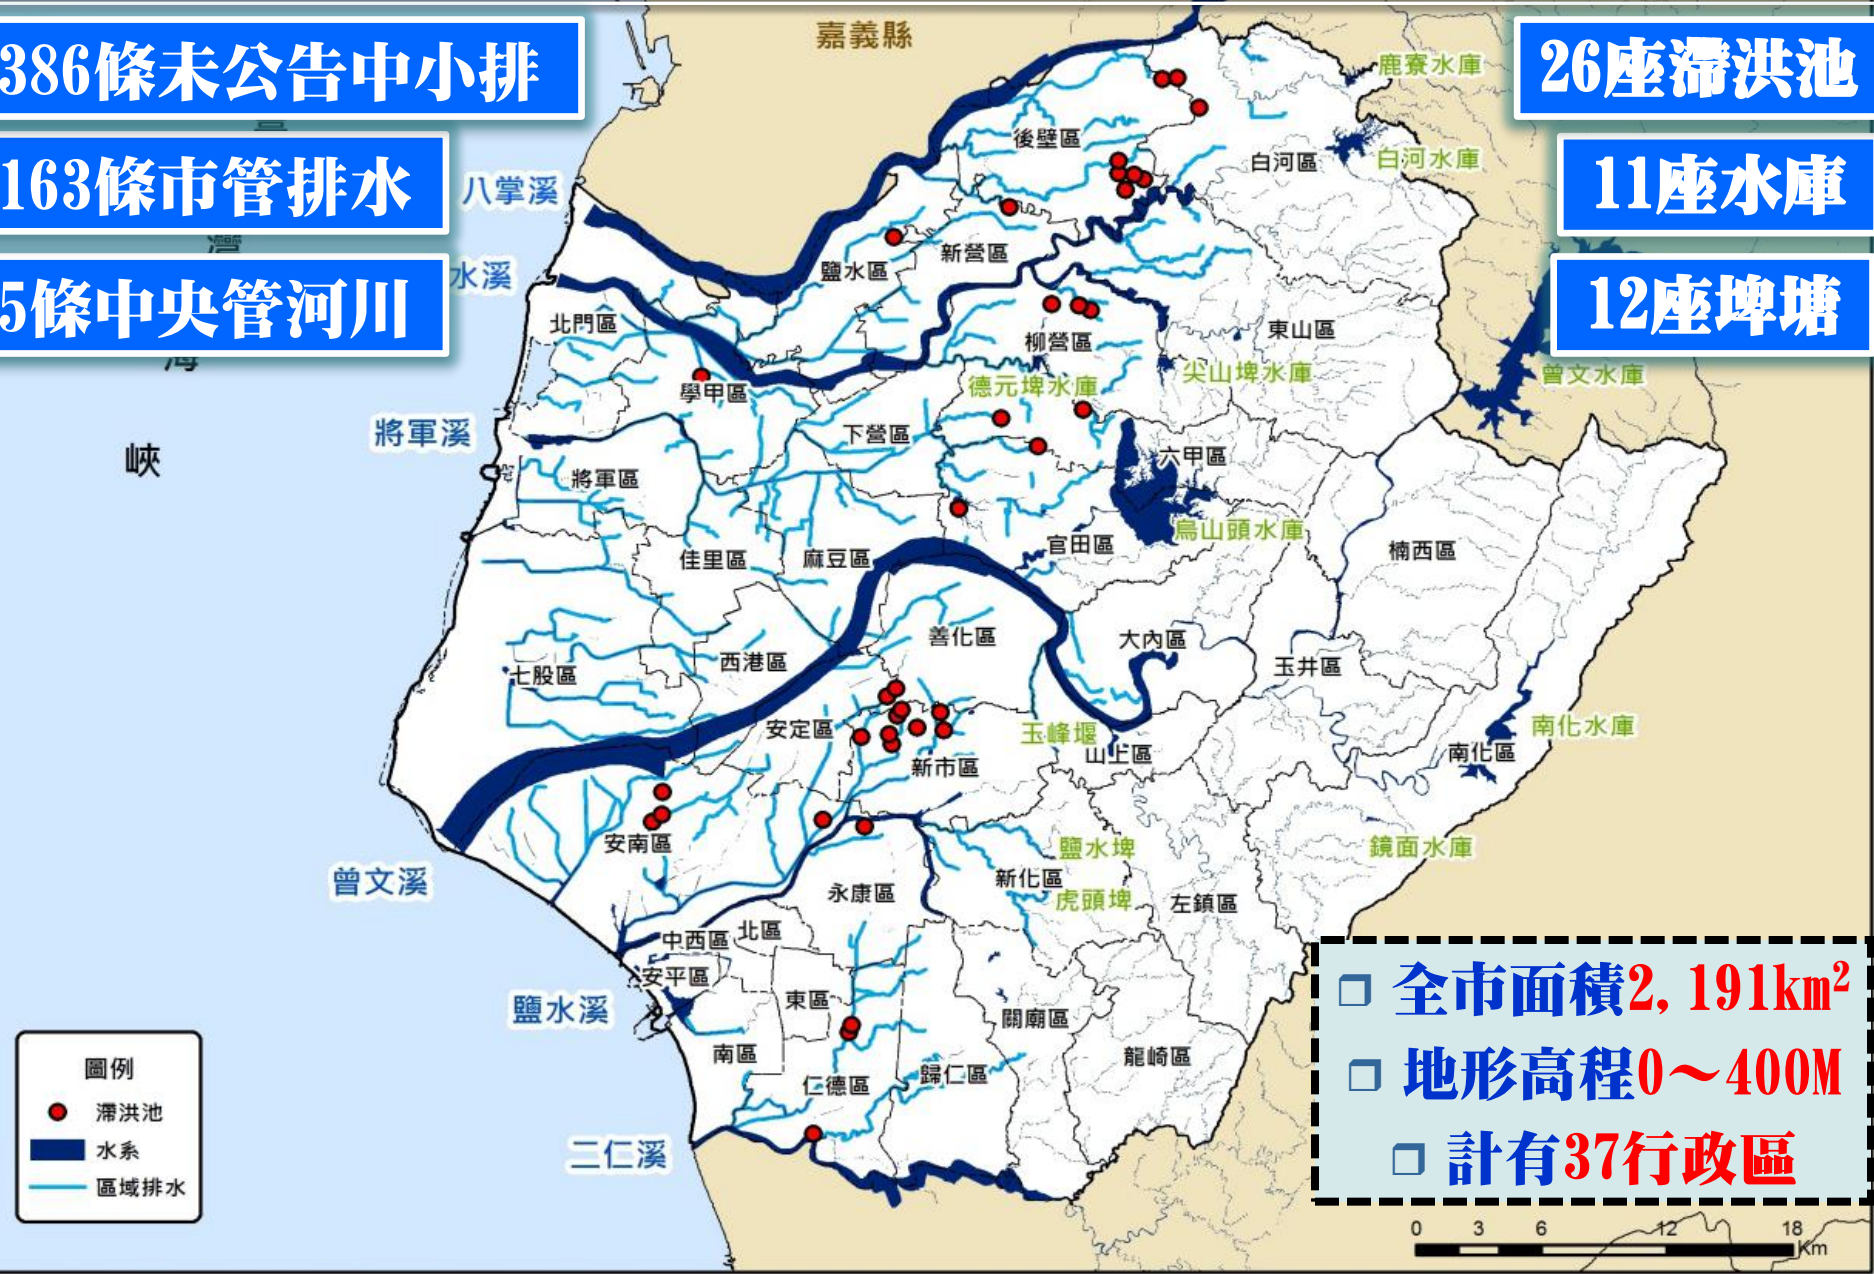 386條未公告中小排
163條市管排水
5條中央管河川
26座滯洪池
11座水庫
12座埤塘
嘉義縣
鹿寮水庫
後壁區
白河區
白河水庫
八掌溪
新營區
鹽水區
水溪
北門區
柳營區
東山區
海
學甲區
德元埤水庫
尖山埤水庫
曾文水庫
將軍溪
下營區
峽
六甲區
將軍區
烏山頭水庫
佳里區
麻豆區
官田區
楠西區
善化區
大內區
西港區
七股區
玉井區
安定區
玉峰堰
山上區
南化水庫
南化區
新市區
安南區
鹽水埤
鏡面水庫
曾文溪
永康區
新化區
虎頭埤
左鎮區
中西區
北區
安平區
東區
鹽水溪
關廟區
南區
龍崎區
仁德區
歸仁區
二仁溪
全市面積2,191km²
地形高程0～400M
計有37行政區
圖例
滯洪池
水系
區域排水
0 3 6 12 18
Km